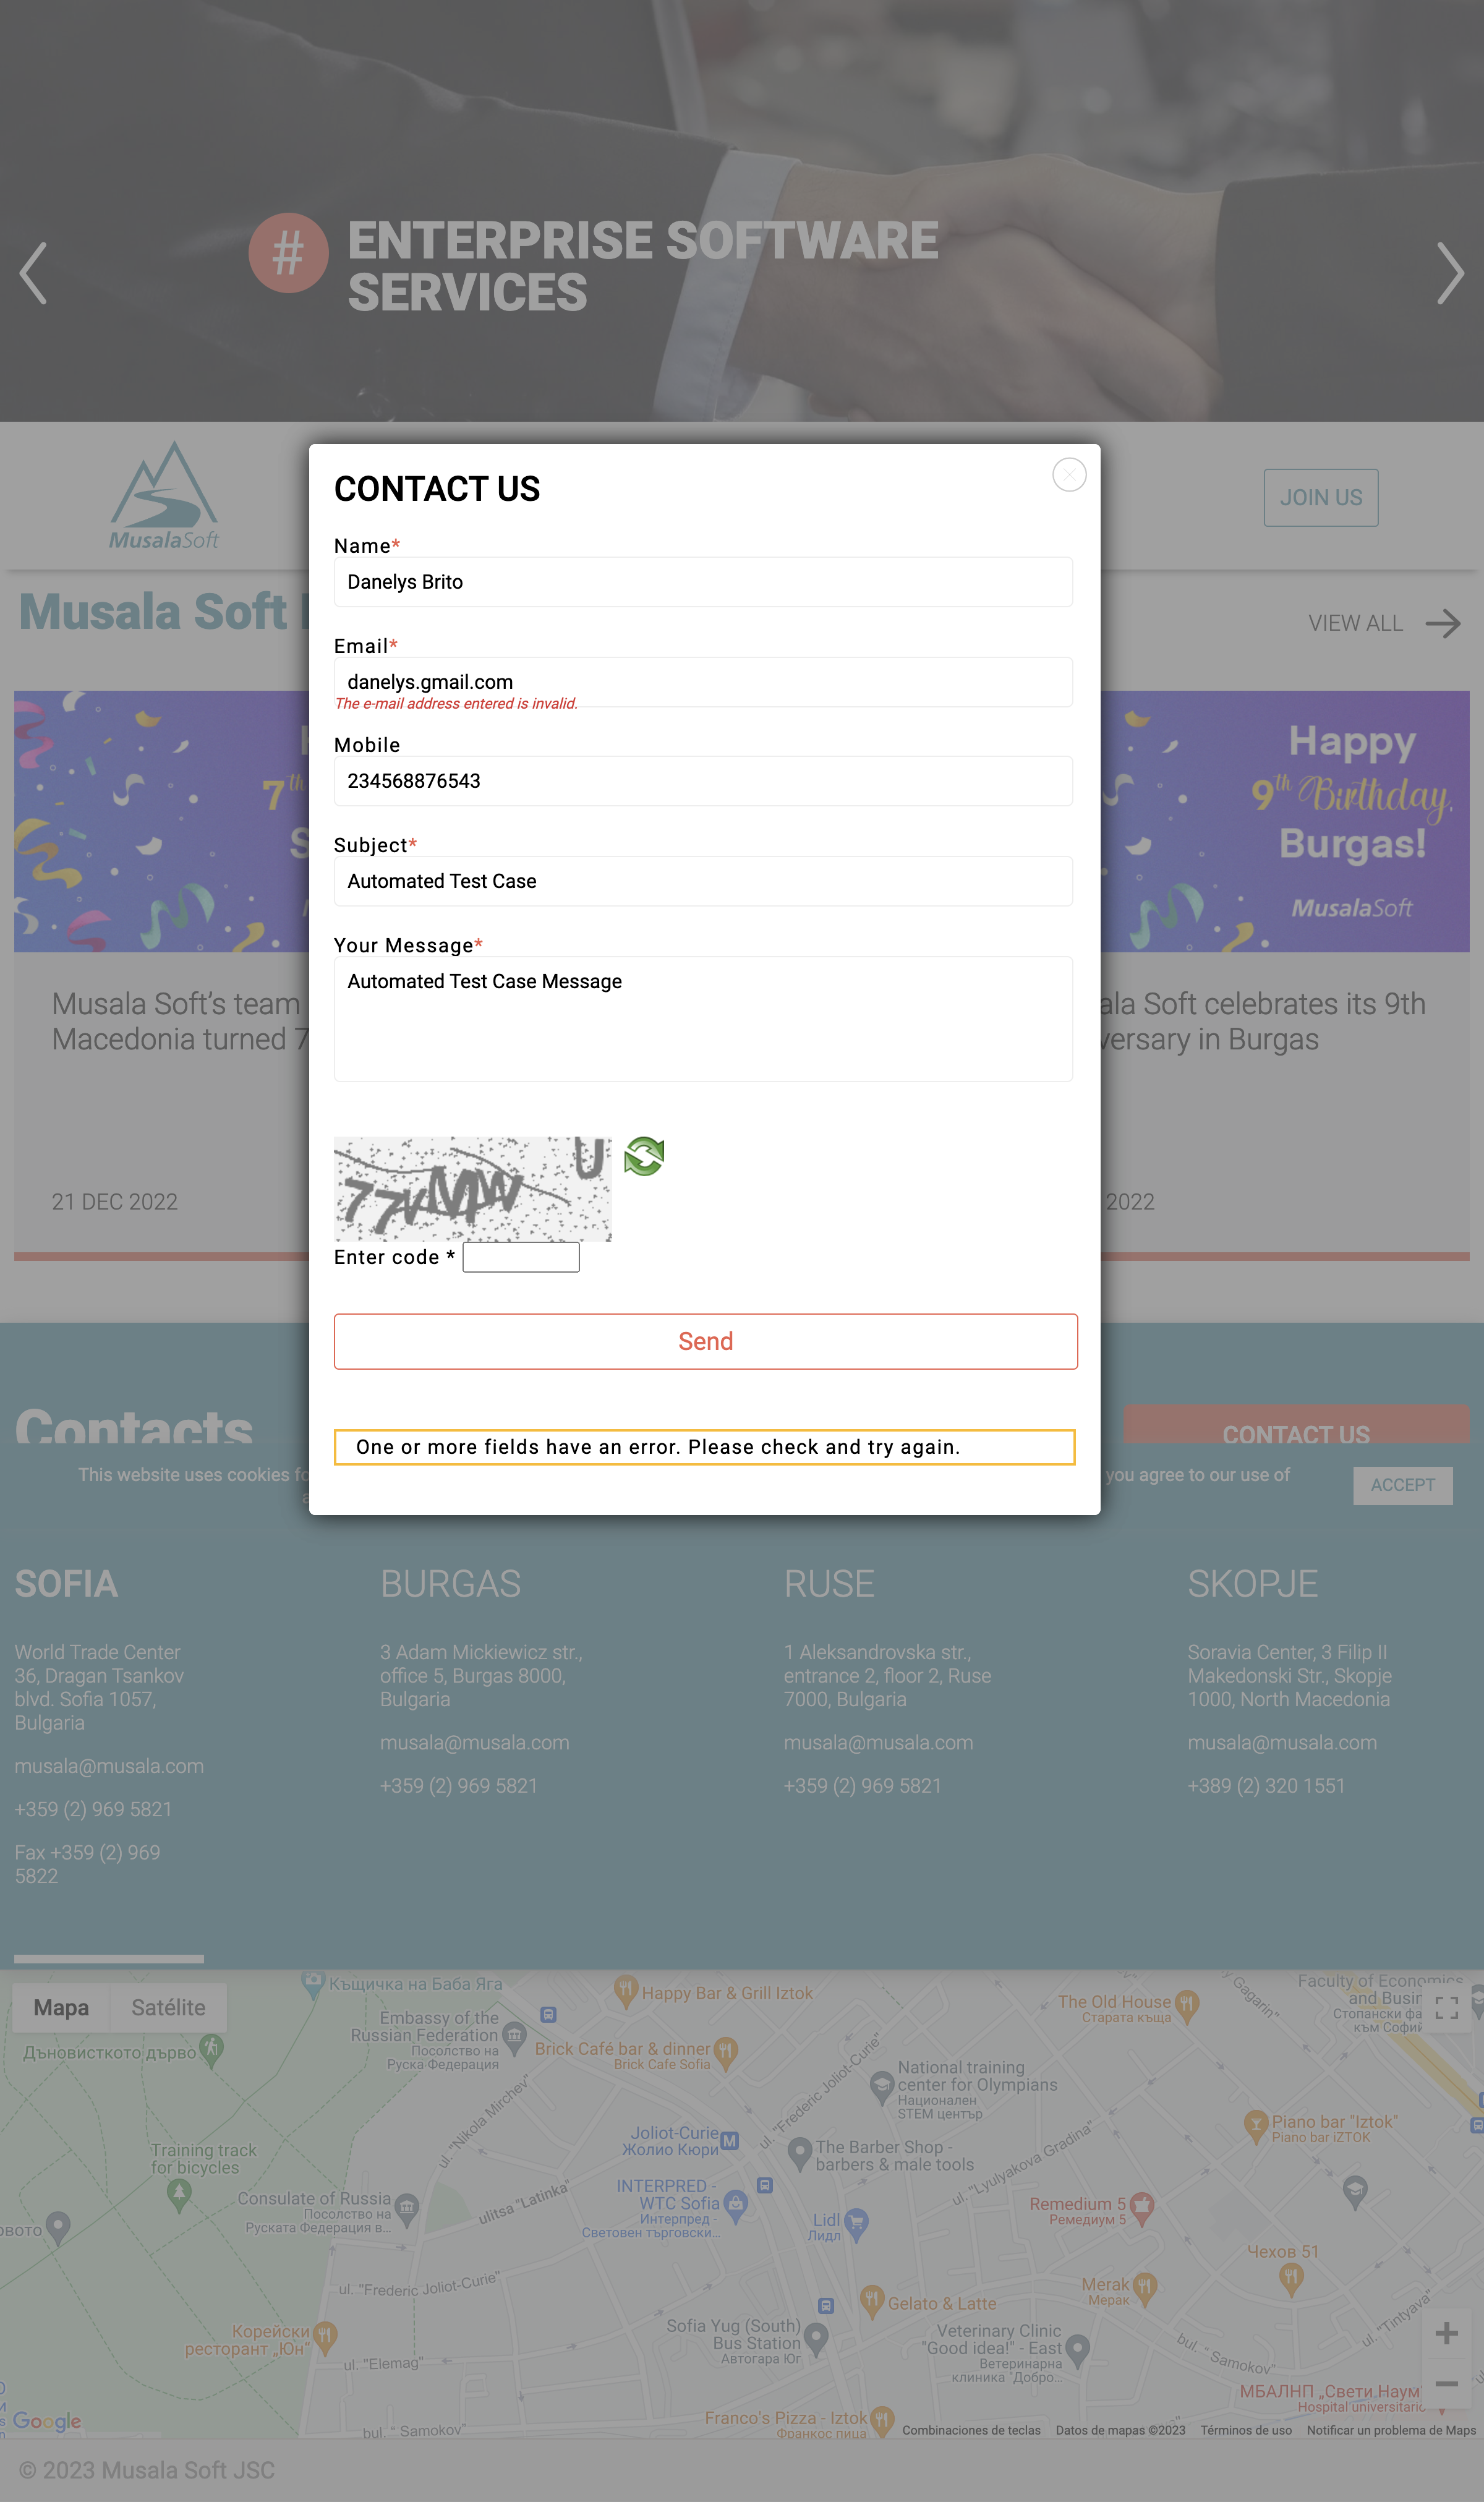 #
ENTERPRISE SOFTWARE
SERVICES
MusalaSoft
JOIN US
CONTACT US
Name*
Danelys Brito
Email*
danelys.gmail.com
The e-mail address entered is invalid.
Mobile
234568876543
Subject*
Automated Test Case
Your Message*
Automated Test Case Message
Enter code *
Send
One or more fields have an error. Please check and try again.
Musala Soft
VIEW ALL
7th
Happy
9th Birthday,
Burgas!
MusalaSoft
Musala Soft's team
Macedonia turned 7
21 DEC 2022
Soft celebrates its 9th
in Burgas
2022
Contacts
CONTACT US
This website uses cookies
you agree to our use of
ACCEPT
SOFIA
World Trade Center
36, Dragan Tsankov
blvd. Sofia 1057,
Bulgaria
musala@musala.com
+359 (2) 969 5821
Fax +359 (2) 969
5822
BURGAS
3 Adam Mickiewicz str.,
office 5, Burgas 8000,
Bulgaria
musala@musala.com
+359 (2) 969 5821
RUSE
1 Aleksandrovska str.,
entrance 2, floor 2, Ruse
7000, Bulgaria
musala@musala.com
+359 (2) 969 5821
SKOPJE
Soravia Center, 3 Filip II
Makedonski Str., Skopje
1000, North Macedonia
musala@musala.com
+389 (2) 320 1551
Mapa
Satélite
Къщичка на Баба Яга
Embassy of the
Russian Federation
Посолство на
Руска Федерация
Happy Bar & Grill Iztok
Brick Café bar & dinner
Brick Cafe Sofia
The Old House
Старата къща
Faculty of Economics
and
Стопански
към
Gagarin"
Дъновисткото дърво
National training
center for Olympians
Национален
STEM център
ul. "Nikola Mirchev"
ul. "Frederic Joliot-Curie"
Joliot-Curie
Жолио Кюри
M
The Barber Shop -
barbers & male tools
Piano bar "Iztok"
Piano bar iZTOK
Training track
for bicycles
Consulate of Russia
Посолство на
Руската Федерация в...
ulitsa "Latinka"
INTERPRED -
WTC Sofia
Интерпред -
Световен търговски...
Lidl
Лидл
ul. "Lyulyakova Gradina"
Remedium 5
Ремедиум 5
Чехов 51
ul. "Frederic Joliot-Curie"
Корейски
ресторант „Юн"
ul. "Elemag"
Sofia Yug (South)
Bus Station
Автогара Юг
Gelato & Latte
Merak
Мерак
Veterinary Clinic
"Good idea!" - East
Ветеринарна
клиника "Добро...
bul. "Samokov"
ul. "Tintyava"
МБАЛНП „Свети Наум"
Hospital universitario
Franco's Pizza - Iztok
Франкос пица
bul. " Samokov"
Google
Combinaciones de teclas
Datos de mapas ©2023
Términos de uso
Notificar un problema de Maps
© 2023 Musala Soft JSC